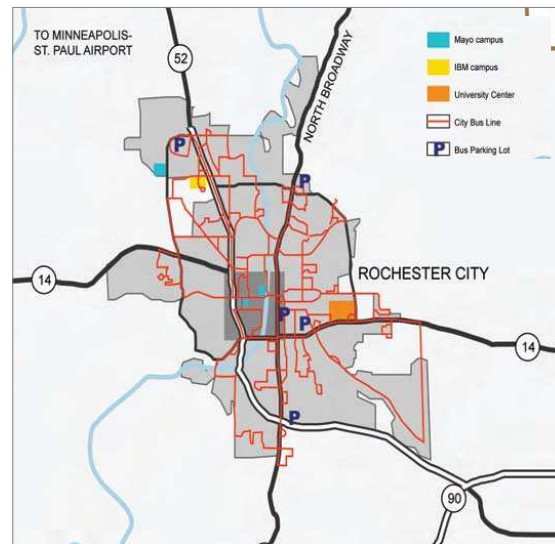 TO MINNEAPOLIS-
ST. PAUL AIRPORT
52
NORTH BROADWAY
Mayo campus
IBM campus
University Center
City Bus Line
P Bus Parking Lot
P
P
14
ROCHESTER CITY
P
P
14
P
90